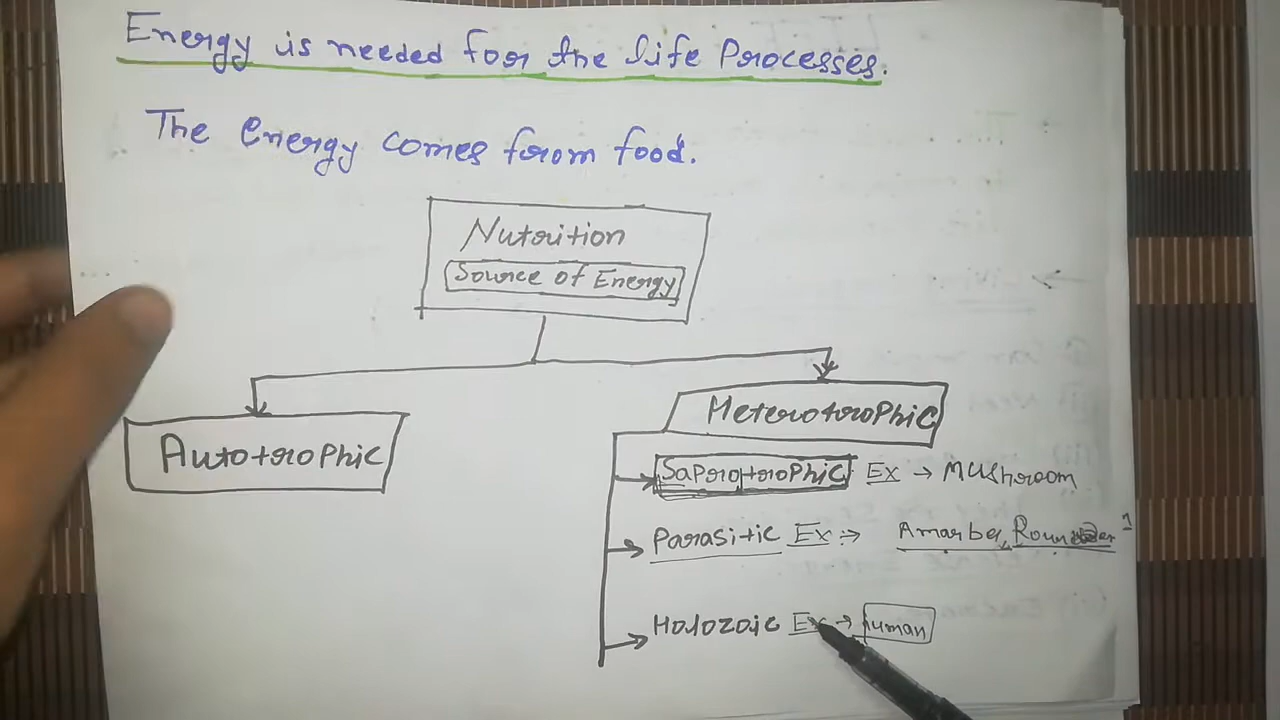 Energy is needed for the life Processes.
The energy comes from food.
Nutrition
Source of Energy
Autotrophic
Heterotrophic
Saprotrophic Ex → Mushroom
Parasitic Ex :→ Amarbel,
Holozoic Ex → human